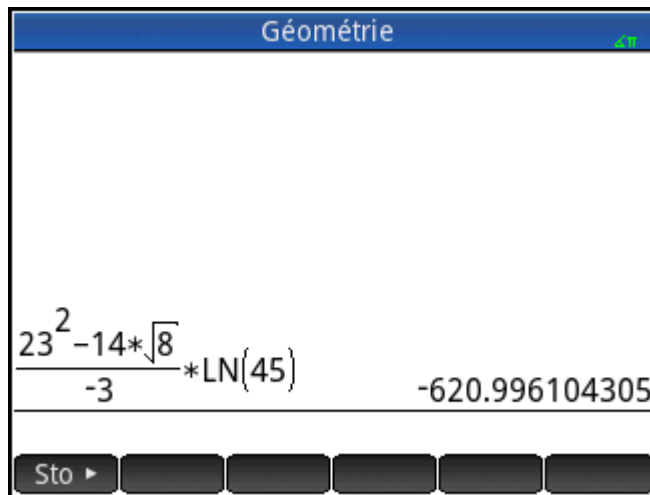 Géométrie
∡π
23²-14*√8
-3
*LN(45)
-620.996104305
Sto ▸